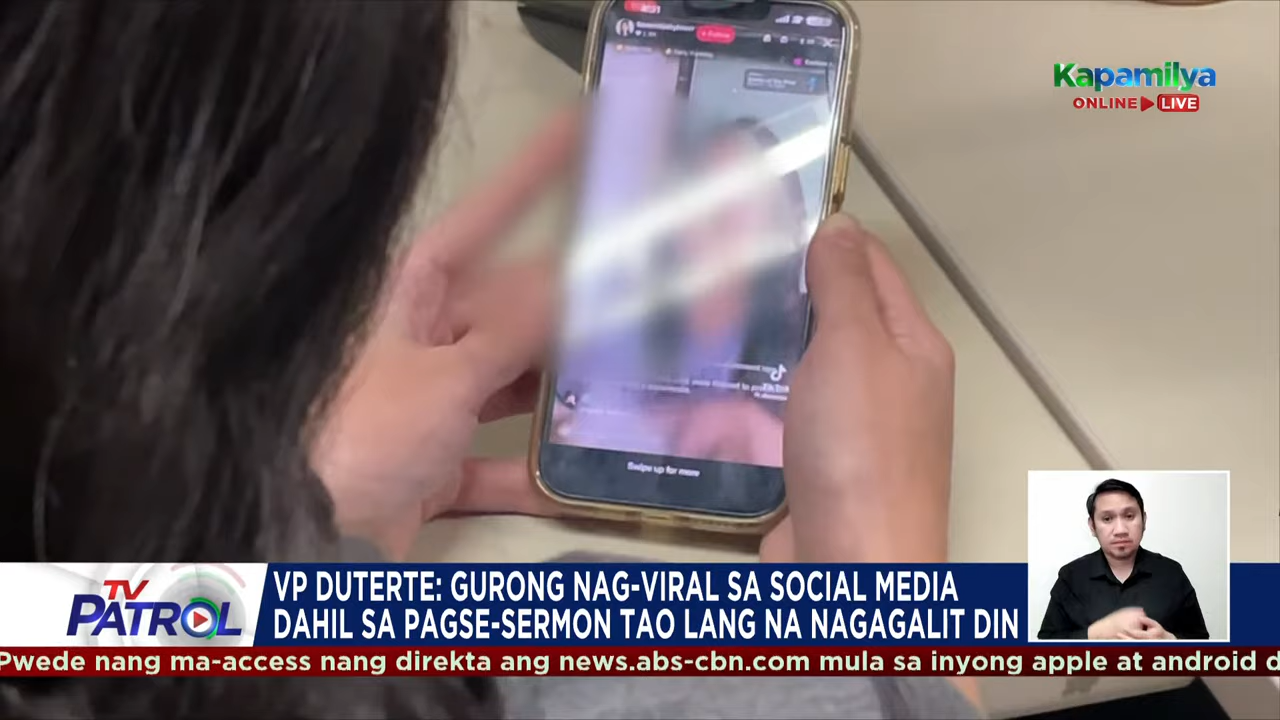 Follow
Kapamilya
ONLINE LIVE
Swipe up for more
TV PATROL
VP DUTERTE: GURONG NAG-VIRAL SA SOCIAL MEDIA
DAHIL SA PAGSE-SERMON TAO LANG NA NAGAGALIT DIN
Pwede nang ma-access nang direkta ang news.abs-cbn.com mula sa inyong apple at android d